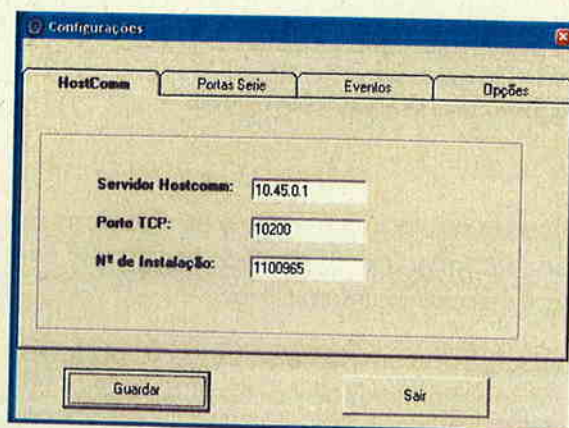 Configurações
HostComm Portas Serie Eventos Opções
Servidor Hostcomm: 10.45.0.1
Porto TCP: 10200
Nº de Instalação: 1100965
Guardar Sair